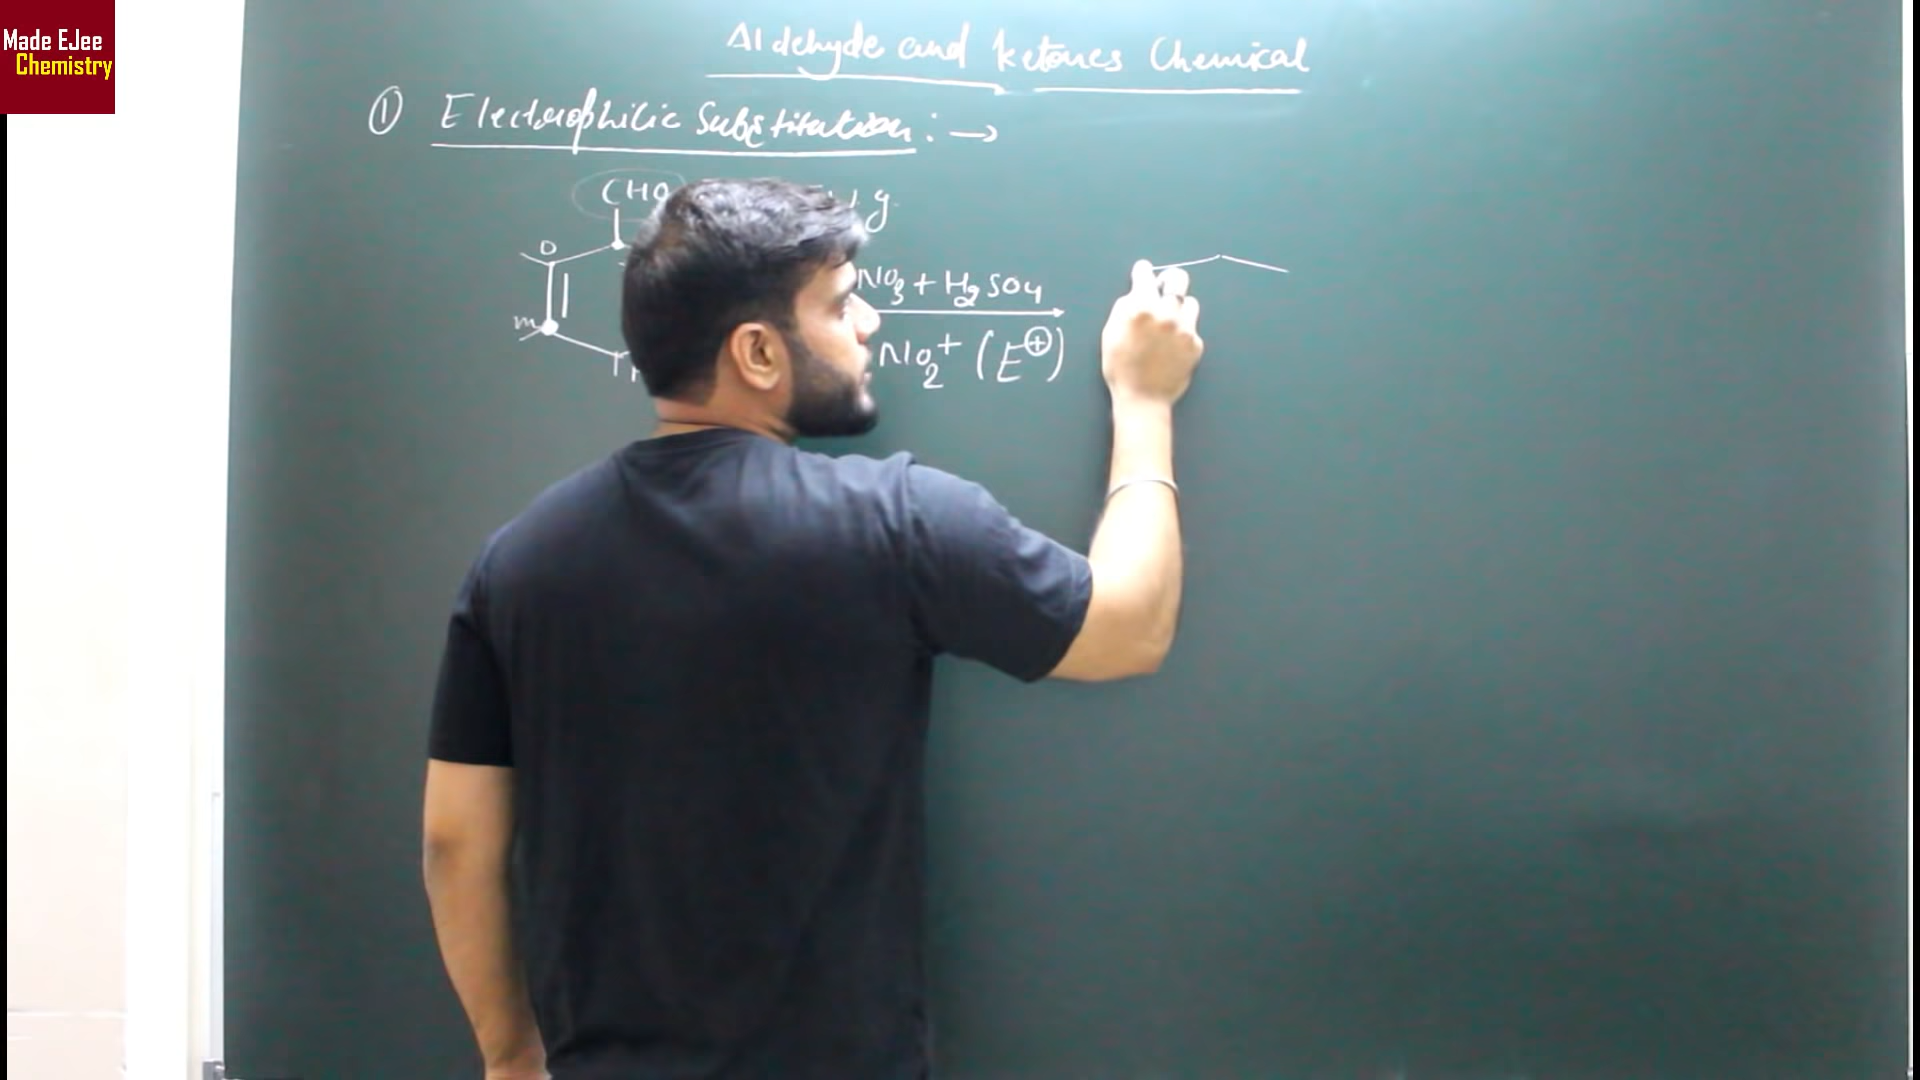 Made EJee
Chemistry
Aldehyde and ketones Chemical
① Electrophilic Substitution : →
CHO
g.
NO3 + H2SO4
NO2+ (E⊕)
o
m